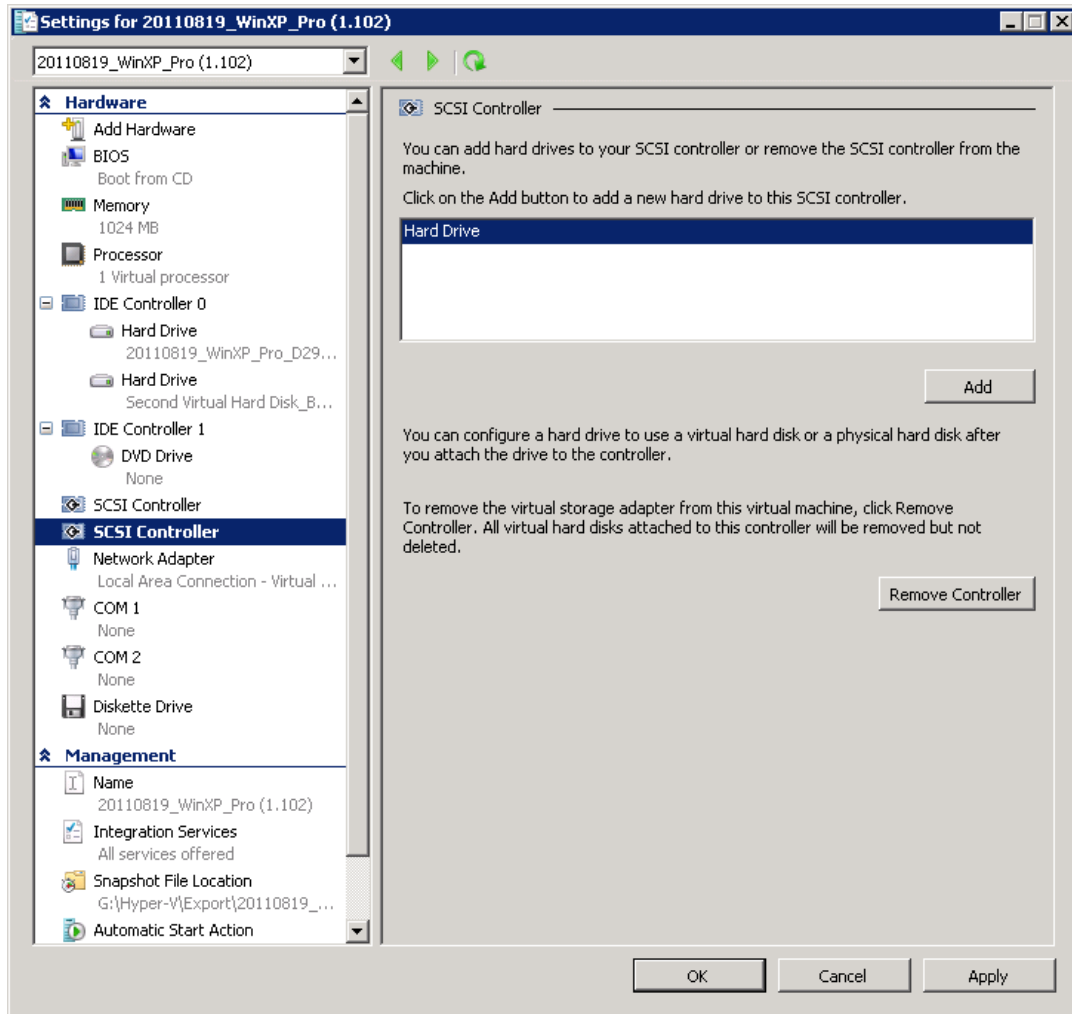 Settings for 20110819_WinXP_Pro (1.102)
20110819_WinXP_Pro (1.102)
Hardware
Add Hardware
BIOS
Boot from CD
Memory
1024 MB
Processor
1 Virtual processor
IDE Controller 0
Hard Drive
20110819_WinXP_Pro_D29...
Hard Drive
Second Virtual Hard Disk_B...
IDE Controller 1
DVD Drive
None
SCSI Controller
SCSI Controller
Network Adapter
Local Area Connection - Virtual ...
COM 1
None
COM 2
None
Diskette Drive
None
Management
Name
20110819_WinXP_Pro (1.102)
Integration Services
All services offered
Snapshot File Location
G:\Hyper-V\Export\20110819_...
Automatic Start Action
SCSI Controller
You can add hard drives to your SCSI controller or remove the SCSI controller from the
machine.
Click on the Add button to add a new hard drive to this SCSI controller.
Hard Drive
Add
You can configure a hard drive to use a virtual hard disk or a physical hard disk after
you attach the drive to the controller.
To remove the virtual storage adapter from this virtual machine, click Remove
Controller. All virtual hard disks attached to this controller will be removed but not
deleted.
Remove Controller
OK
Cancel
Apply